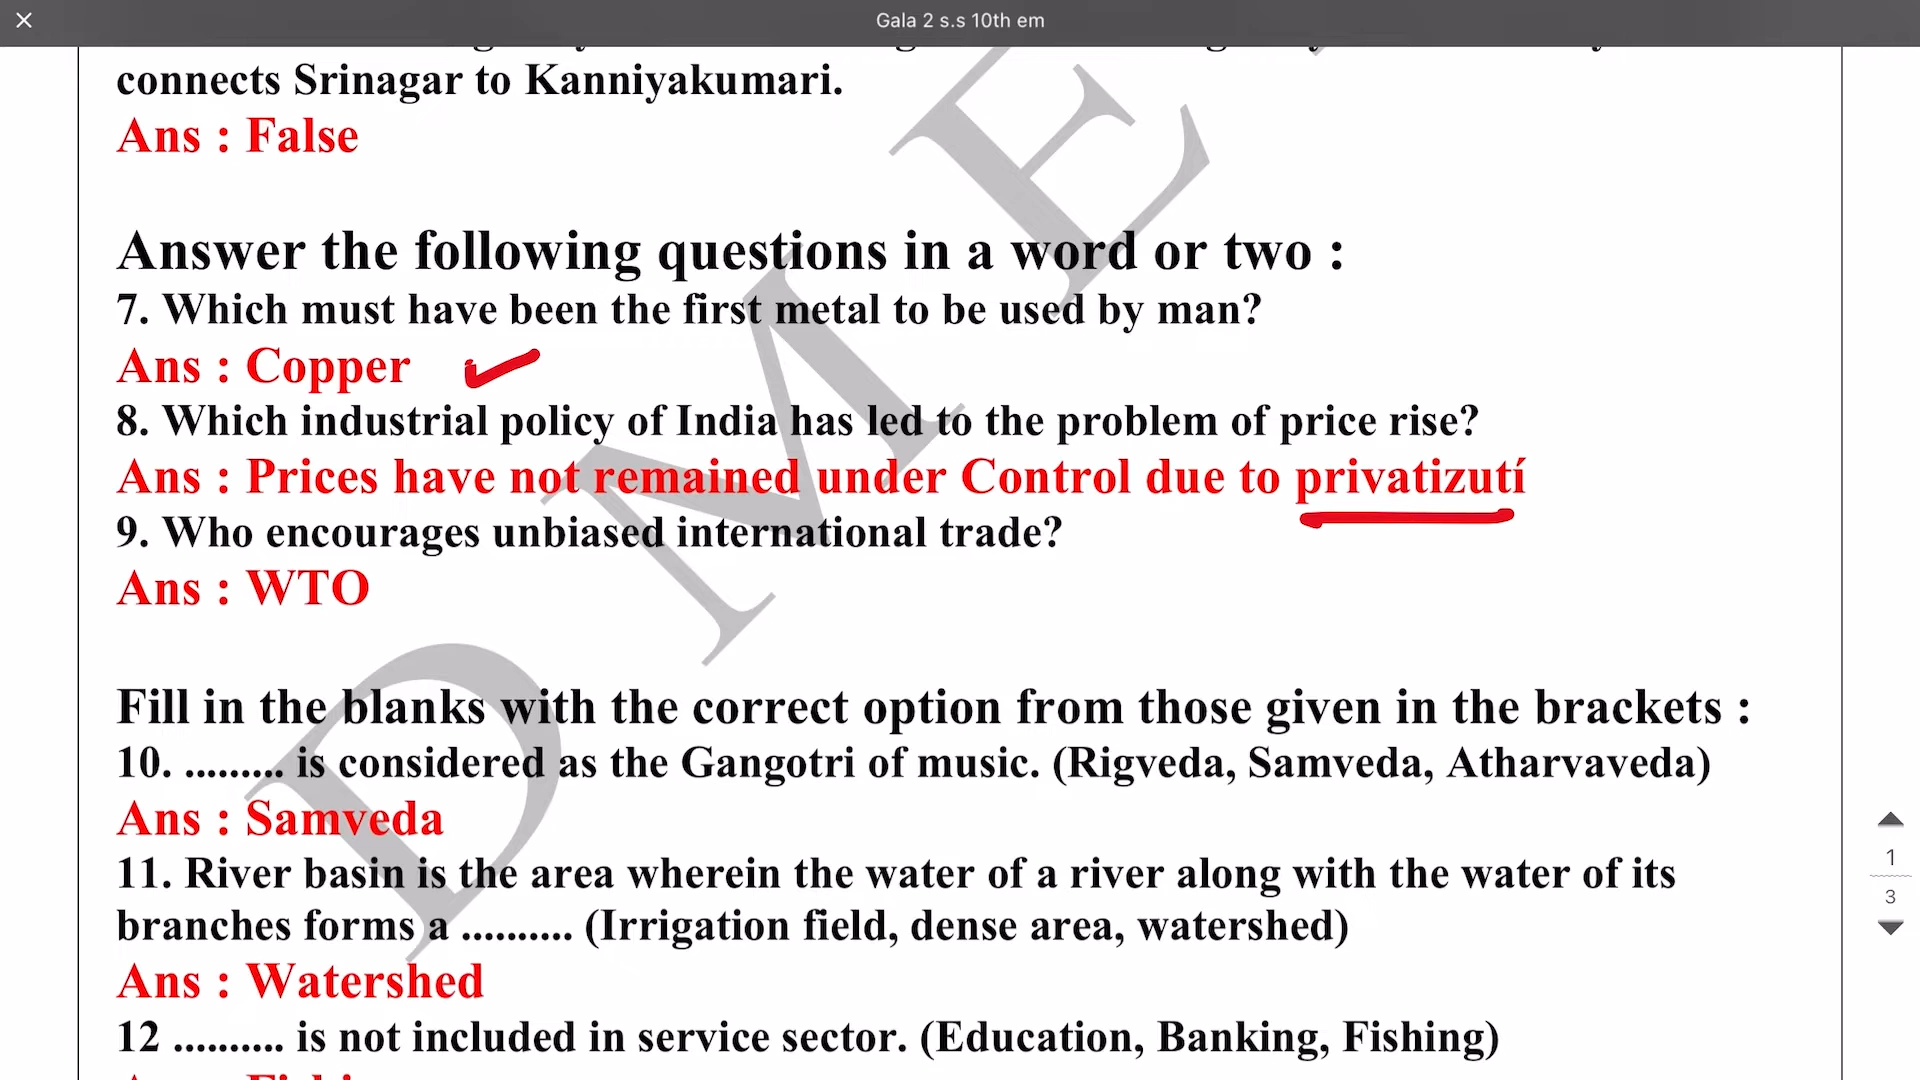 Gala 2 s.s 10th em
connects Srinagar to Kanniyakumari.
Ans : False
Answer the following questions in a word or two :
7. Which must have been the first metal to be used by man?
Ans : Copper
8. Which industrial policy of India has led to the problem of price rise?
Ans : Prices have not remained under Control due to privatizutí
9. Who encourages unbiased international trade?
Ans : WTO
Fill in the blanks with the correct option from those given in the brackets :
10. ......... is considered as the Gangotri of music. (Rigveda, Samveda, Atharvaveda)
Ans : Samveda
11. River basin is the area wherein the water of a river along with the water of its
branches forms a .......... (Irrigation field, dense area, watershed)
Ans : Watershed
12 .......... is not included in service sector. (Education, Banking, Fishing)
1
3
D M E